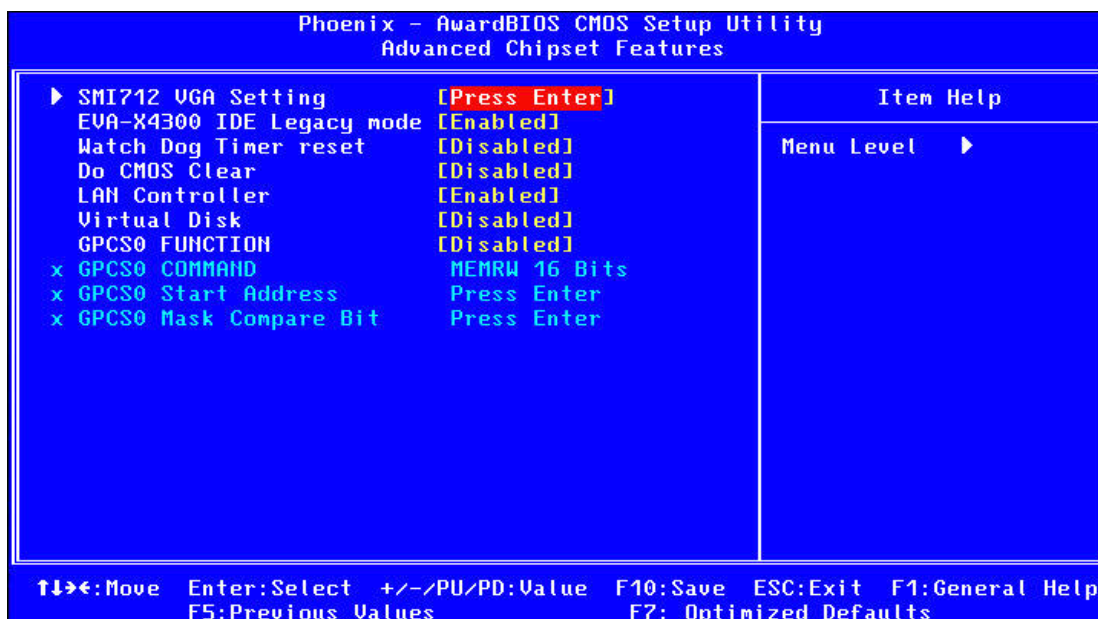 Phoenix - AwardBIOS CMOS Setup Utility
Advanced Chipset Features
SMI712 VGA Setting [Press Enter]
EVA-X4300 IDE Legacy mode [Enabled]
Watch Dog Timer reset [Disabled]
Do CMOS Clear [Disabled]
LAN Controller [Enabled]
Virtual Disk [Disabled]
GPCS0 FUNCTION [Disabled]
x GPCS0 COMMAND MEMRW 16 Bits
x GPCS0 Start Address Press Enter
x GPCS0 Mask Compare Bit Press Enter
Item Help
Menu Level
↑↓→←:Move Enter:Select +/-/PU/PD:Value F10:Save ESC:Exit F1:General Help
F5:Previous Values F7: Optimized Defaults